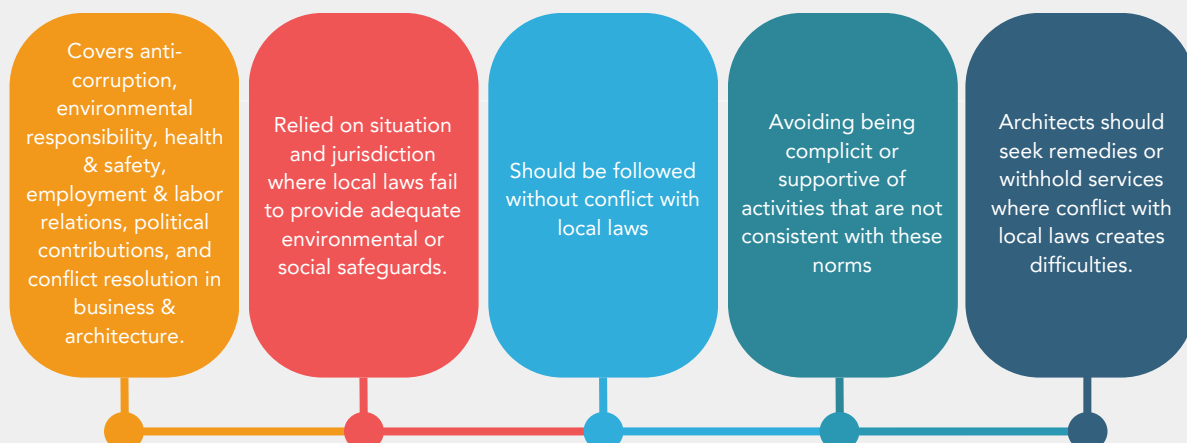 Covers anti-
corruption,
environmental
responsibility, health
& safety,
employment & labor
relations, political
contributions, and
conflict resolution in
business &
architecture.
Relied on situation
and jurisdiction
where local laws fail
to provide adequate
environmental or
social safeguards.
Should be followed
without conflict with
local laws
Avoiding being
complicit or
supportive of
activities that are not
consistent with these
norms
Architects should
seek remedies or
withhold services
where conflict with
local laws creates
difficulties.